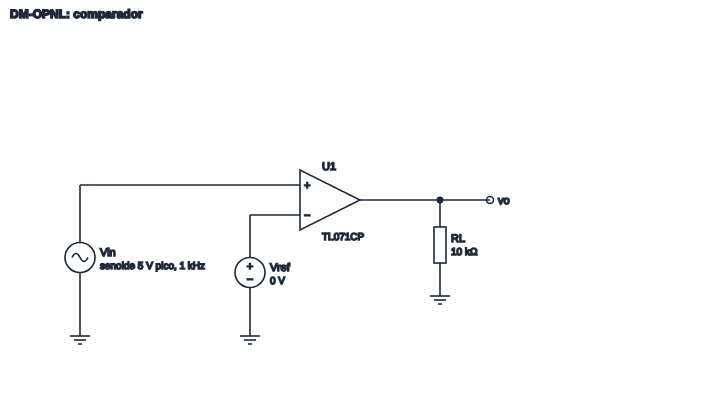 DM-OPNL: comparador
U1
+
−
TL071CP
vo
Vin
senoide 5 V pico, 1 kHz
+
−
Vref
0 V
RL
10 kΩ